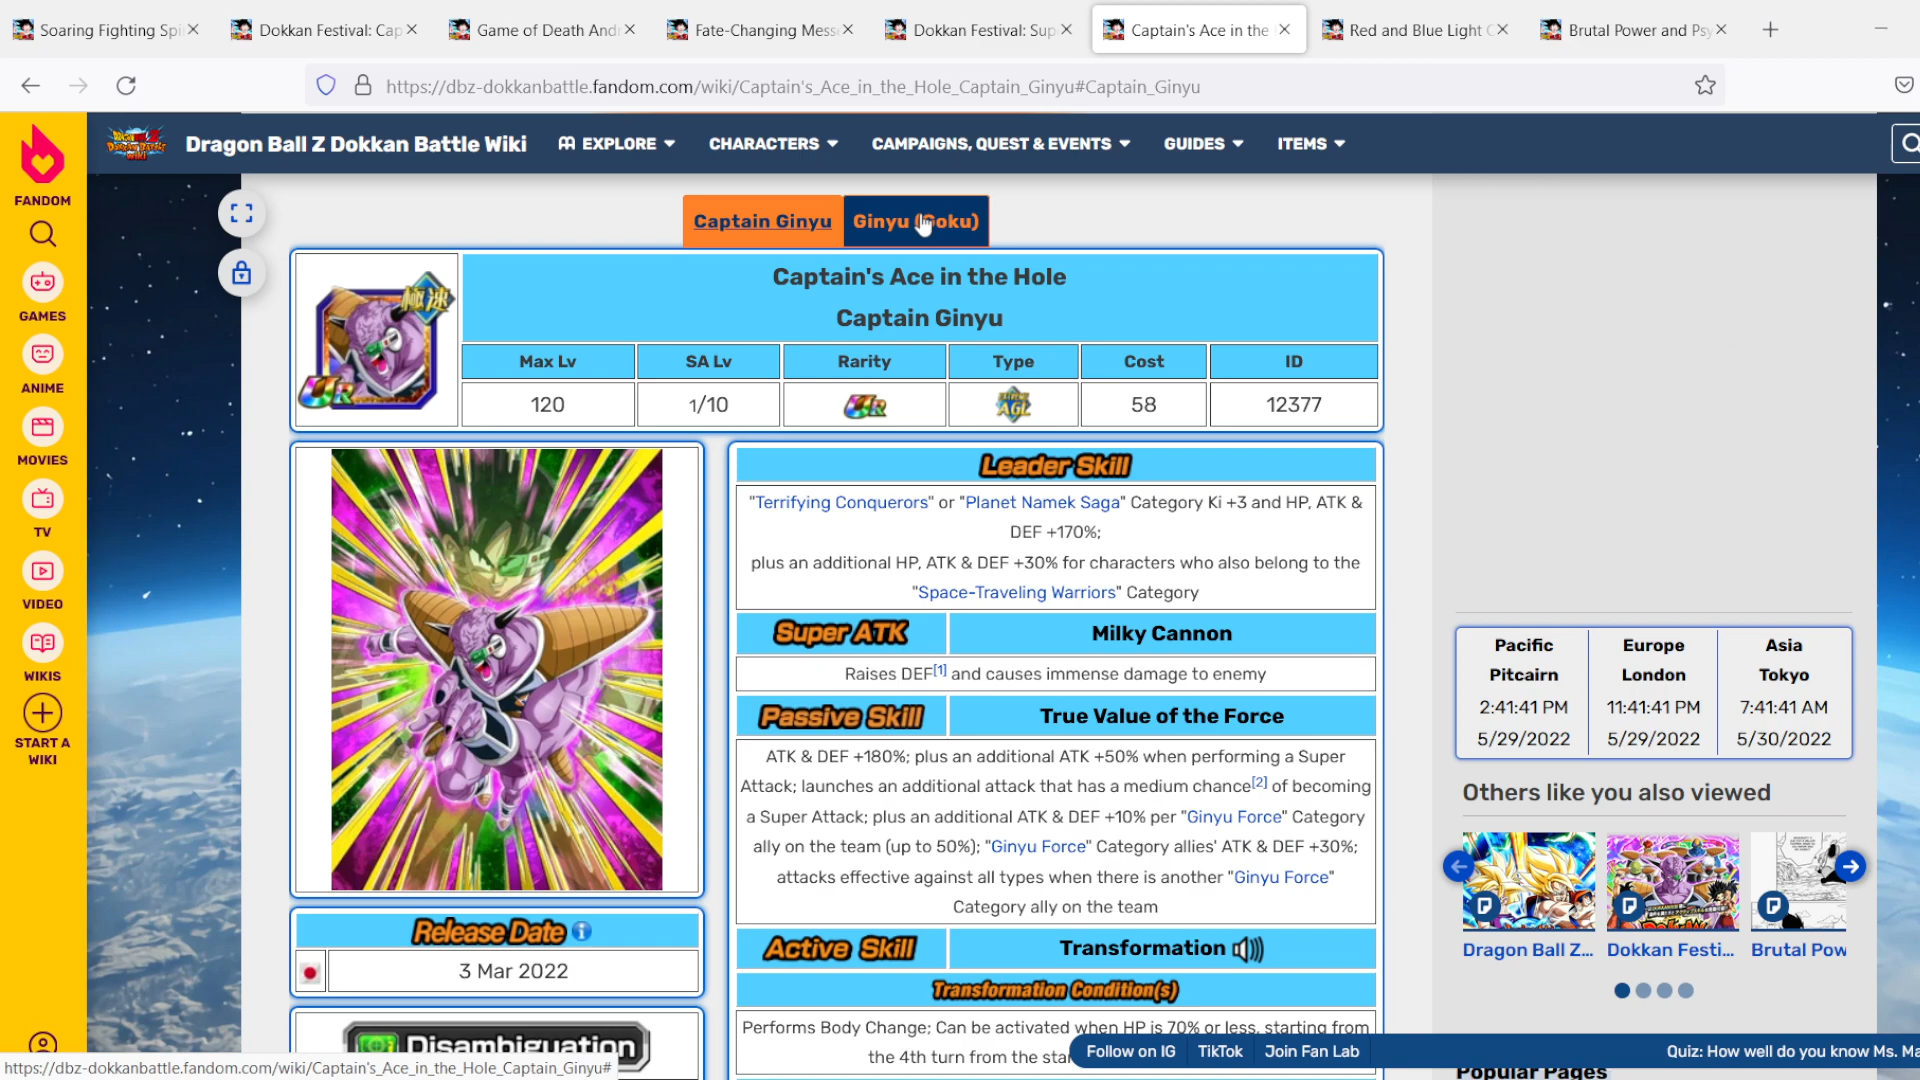 Soaring Fighting Spi
Dokkan Festival: Cap
Game of Death Andr
Fate-Changing Mess
Dokkan Festival: Sup
Captain's Ace in the
Red and Blue Light C
Brutal Power and Psy
https://dbz-dokkanbattle.fandom.com/wiki/Captain's_Ace_in_the_Hole_Captain_Ginyu#Captain_Ginyu
Dragon Ball Z Dokkan Battle Wiki
EXPLORE
CHARACTERS
CAMPAIGNS, QUEST & EVENTS
GUIDES
ITEMS
FANDOM
GAMES
ANIME
MOVIES
TV
VIDEO
WIKIS
START A
WIKI
Captain Ginyu
Ginyu (Goku)
Captain's Ace in the Hole
Captain Ginyu
Max Lv SA Lv Rarity Type Cost ID
120 1/10 UR EXTREME AGL 58 12377
極速
UR
Leader Skill
"Terrifying Conquerors" or "Planet Namek Saga" Category Ki +3 and HP, ATK &
DEF +170%;
plus an additional HP, ATK & DEF +30% for characters who also belong to the
"Space-Traveling Warriors" Category
Super ATK Milky Cannon
Raises DEF[1] and causes immense damage to enemy
Passive Skill True Value of the Force
ATK & DEF +180%; plus an additional ATK +50% when performing a Super
Attack; launches an additional attack that has a medium chance[2] of becoming
a Super Attack; plus an additional ATK & DEF +10% per "Ginyu Force" Category
ally on the team (up to 50%); "Ginyu Force" Category allies' ATK & DEF +30%;
attacks effective against all types when there is another "Ginyu Force"
Category ally on the team
Active Skill Transformation
Transformation Condition(s)
Performs Body Change; Can be activated when HP is 70% or less, starting from
the 4th turn from the sta
Release Date
3 Mar 2022
Disambiguation
Pacific Europe Asia
Pitcairn London Tokyo
2:41:41 PM 11:41:41 PM 7:41:41 AM
5/29/2022 5/29/2022 5/30/2022
Others like you also viewed
Dragon Ball Z... Dokkan Festi... Brutal Pow
Follow on IG TikTok Join Fan Lab
Quiz: How well do you know Ms. Ma
Popular Pages
https://dbz-dokkanbattle.fandom.com/wiki/Captain's_Ace_in_the_Hole_Captain_Ginyu#